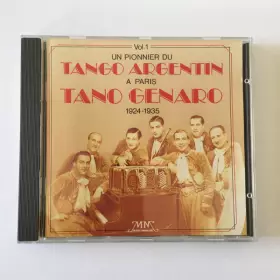 Vol·1
UN PIONNIER DU
TANGO ARGENTIN
A PARIS
TANO GENARO
1924-1935